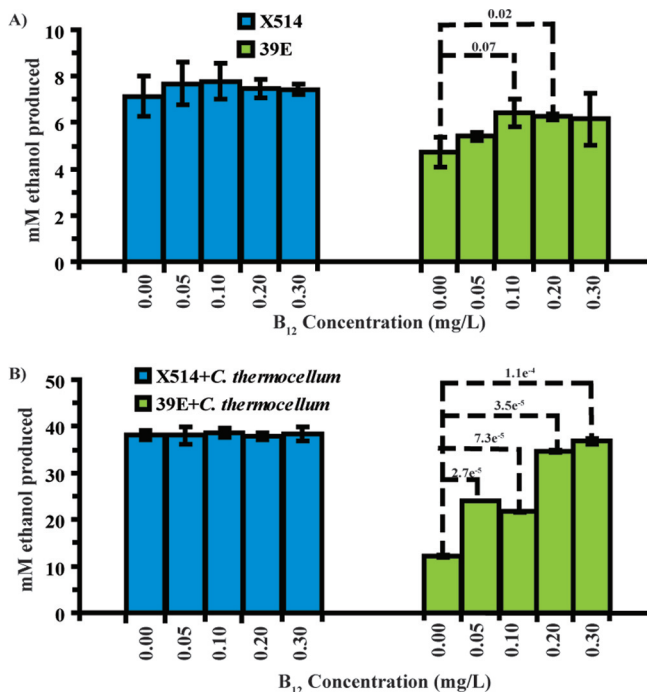 A)
X514
39E
0.02
0.07
mM ethanol produced
10
8
6
4
2
0
0.00
0.05
0.10
0.20
0.30
0.00
0.05
0.10
0.20
0.30
B12 Concentration (mg/L)
B)
X514+C. thermocellum
39E+C. thermocellum
1.1e-4
3.5e-5
7.3e-5
2.7e-5
mM ethanol produced
50
40
30
20
10
0
0.00
0.05
0.10
0.20
0.30
0.00
0.05
0.10
0.20
0.30
B12 Concentration (mg/L)